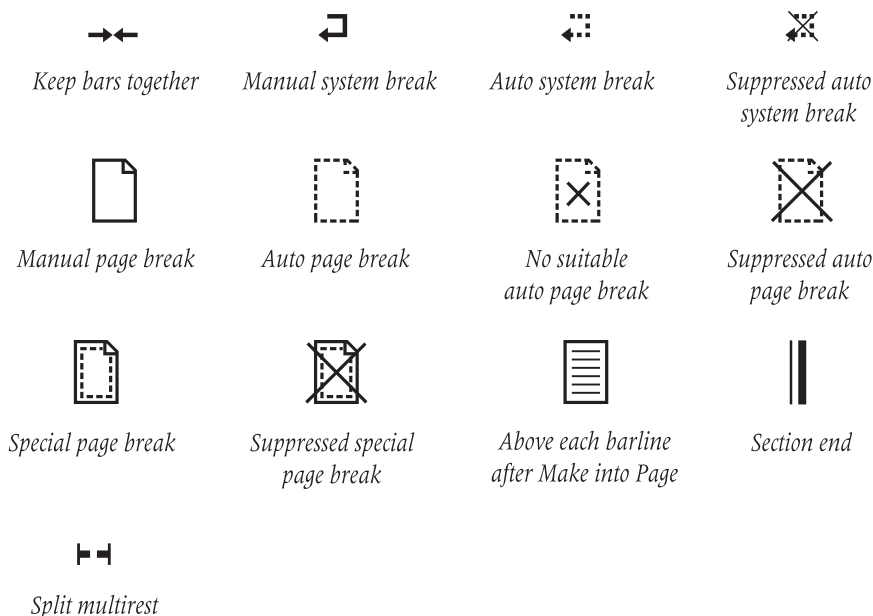 Keep bars together
Manual system break
Auto system break
Suppressed auto
system break
Manual page break
Auto page break
No suitable
auto page break
Suppressed auto
page break
Special page break
Suppressed special
page break
Above each barline
after Make into Page
Section end
Split multirest